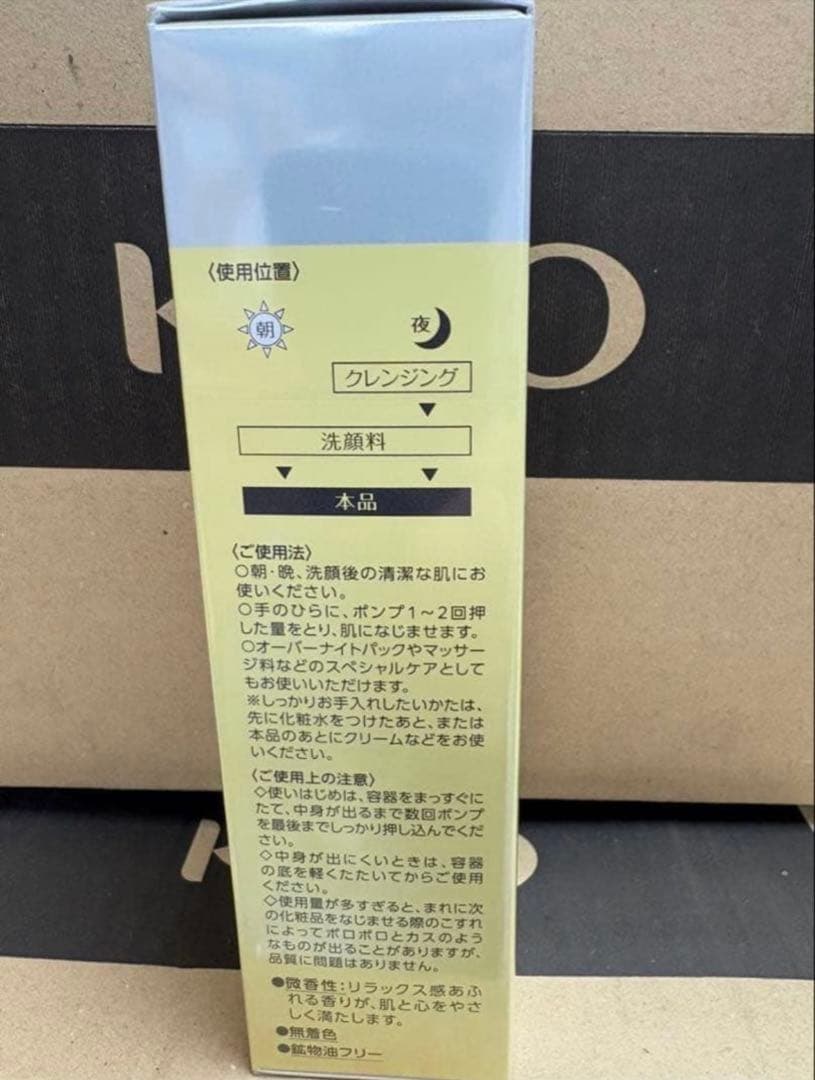 〈使用位置〉
朝
夜
クレンジング
▼
洗顔料
▼ ▼
本品
〈ご使用法〉
○朝・晩、洗顔後の清潔な肌にお
使いください。
○手のひらに、ポンプ1～2回押
した量をとり、肌になじませます。
○オーバーナイトパックやマッサー
ジ料などのスペシャルケアとして
もお使いいただけます。
※しっかりお手入れしたいかたは、
先に化粧水をつけたあと、または
本品のあとにクリームなどをお使
いください。
〈ご使用上の注意〉
◇使いはじめは、容器をまっすぐに
たて、中身が出るまで数回ポンプ
を最後までしっかり押し込んでくだ
さい。
◇中身が出にくいときは、容器
の底を軽くたたいてからご使用
ください。
◇使用量が多すぎると、まれに次
の化粧品をなじませる際のこすれ
によってポロポロとカスのよう
なものが出ることがありますが、
品質に問題はありません。
●微香性：リラックス感あふ
れる香りが、肌と心をやさ
しく満たします。
●無着色
●鉱物油フリー